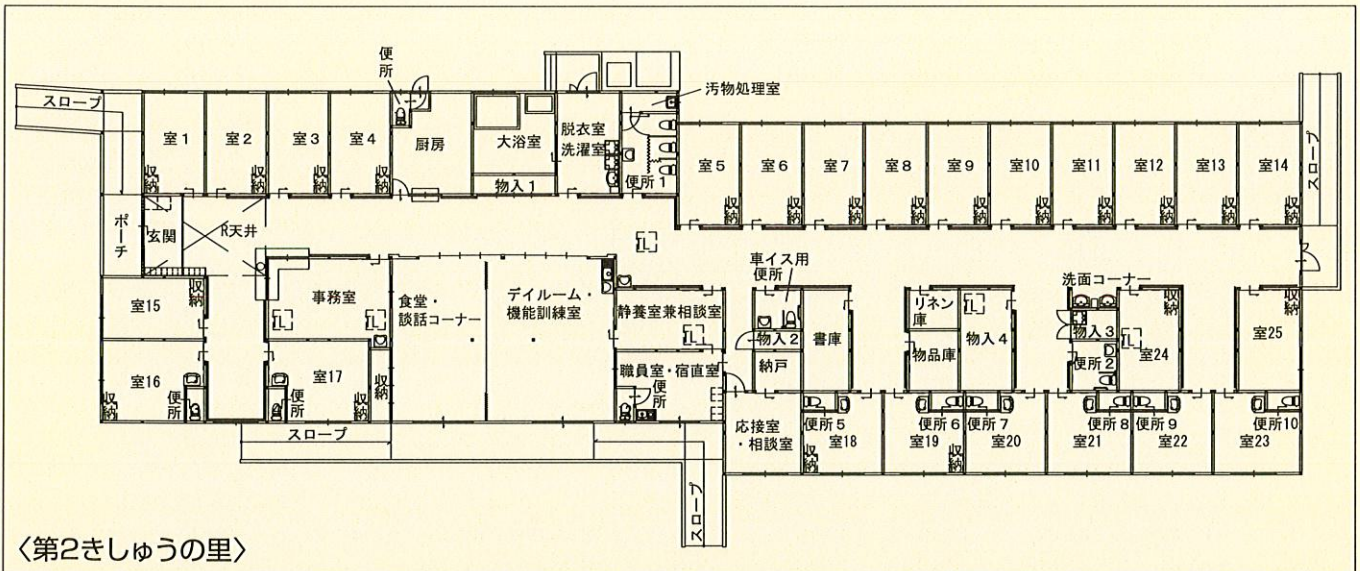 便所
汚物処理室
スロープ
室1
室2
室3
室4
厨房
大浴室
脱衣室
洗濯室
収納
収納
収納
収納
物入1
便所1
室5
室6
室7
室8
室9
室10
室11
室12
室13
室14
収納
収納
収納
収納
収納
収納
収納
収納
収納
収納
スロープ
ポーチ
玄関
R天井
車イス用
便所
洗面コーナー
室15
収納
事務室
食堂・
談話コーナー
デイルーム・
機能訓練室
静養室兼相談室
物入2
書庫
リネン
庫
物品庫
物入4
物入3
便所2
室24
収納
室25
収納
室16
収納
便所
便所
室17
収納
収納
職員室・宿直室
便所
納戸
応接室
・相談室
便所5
室18
収納
便所6
室19
収納
便所7
室20
便所8
室21
便所9
室22
便所10
室23
スロープ
スロープ
〈第2きしゅうの里〉